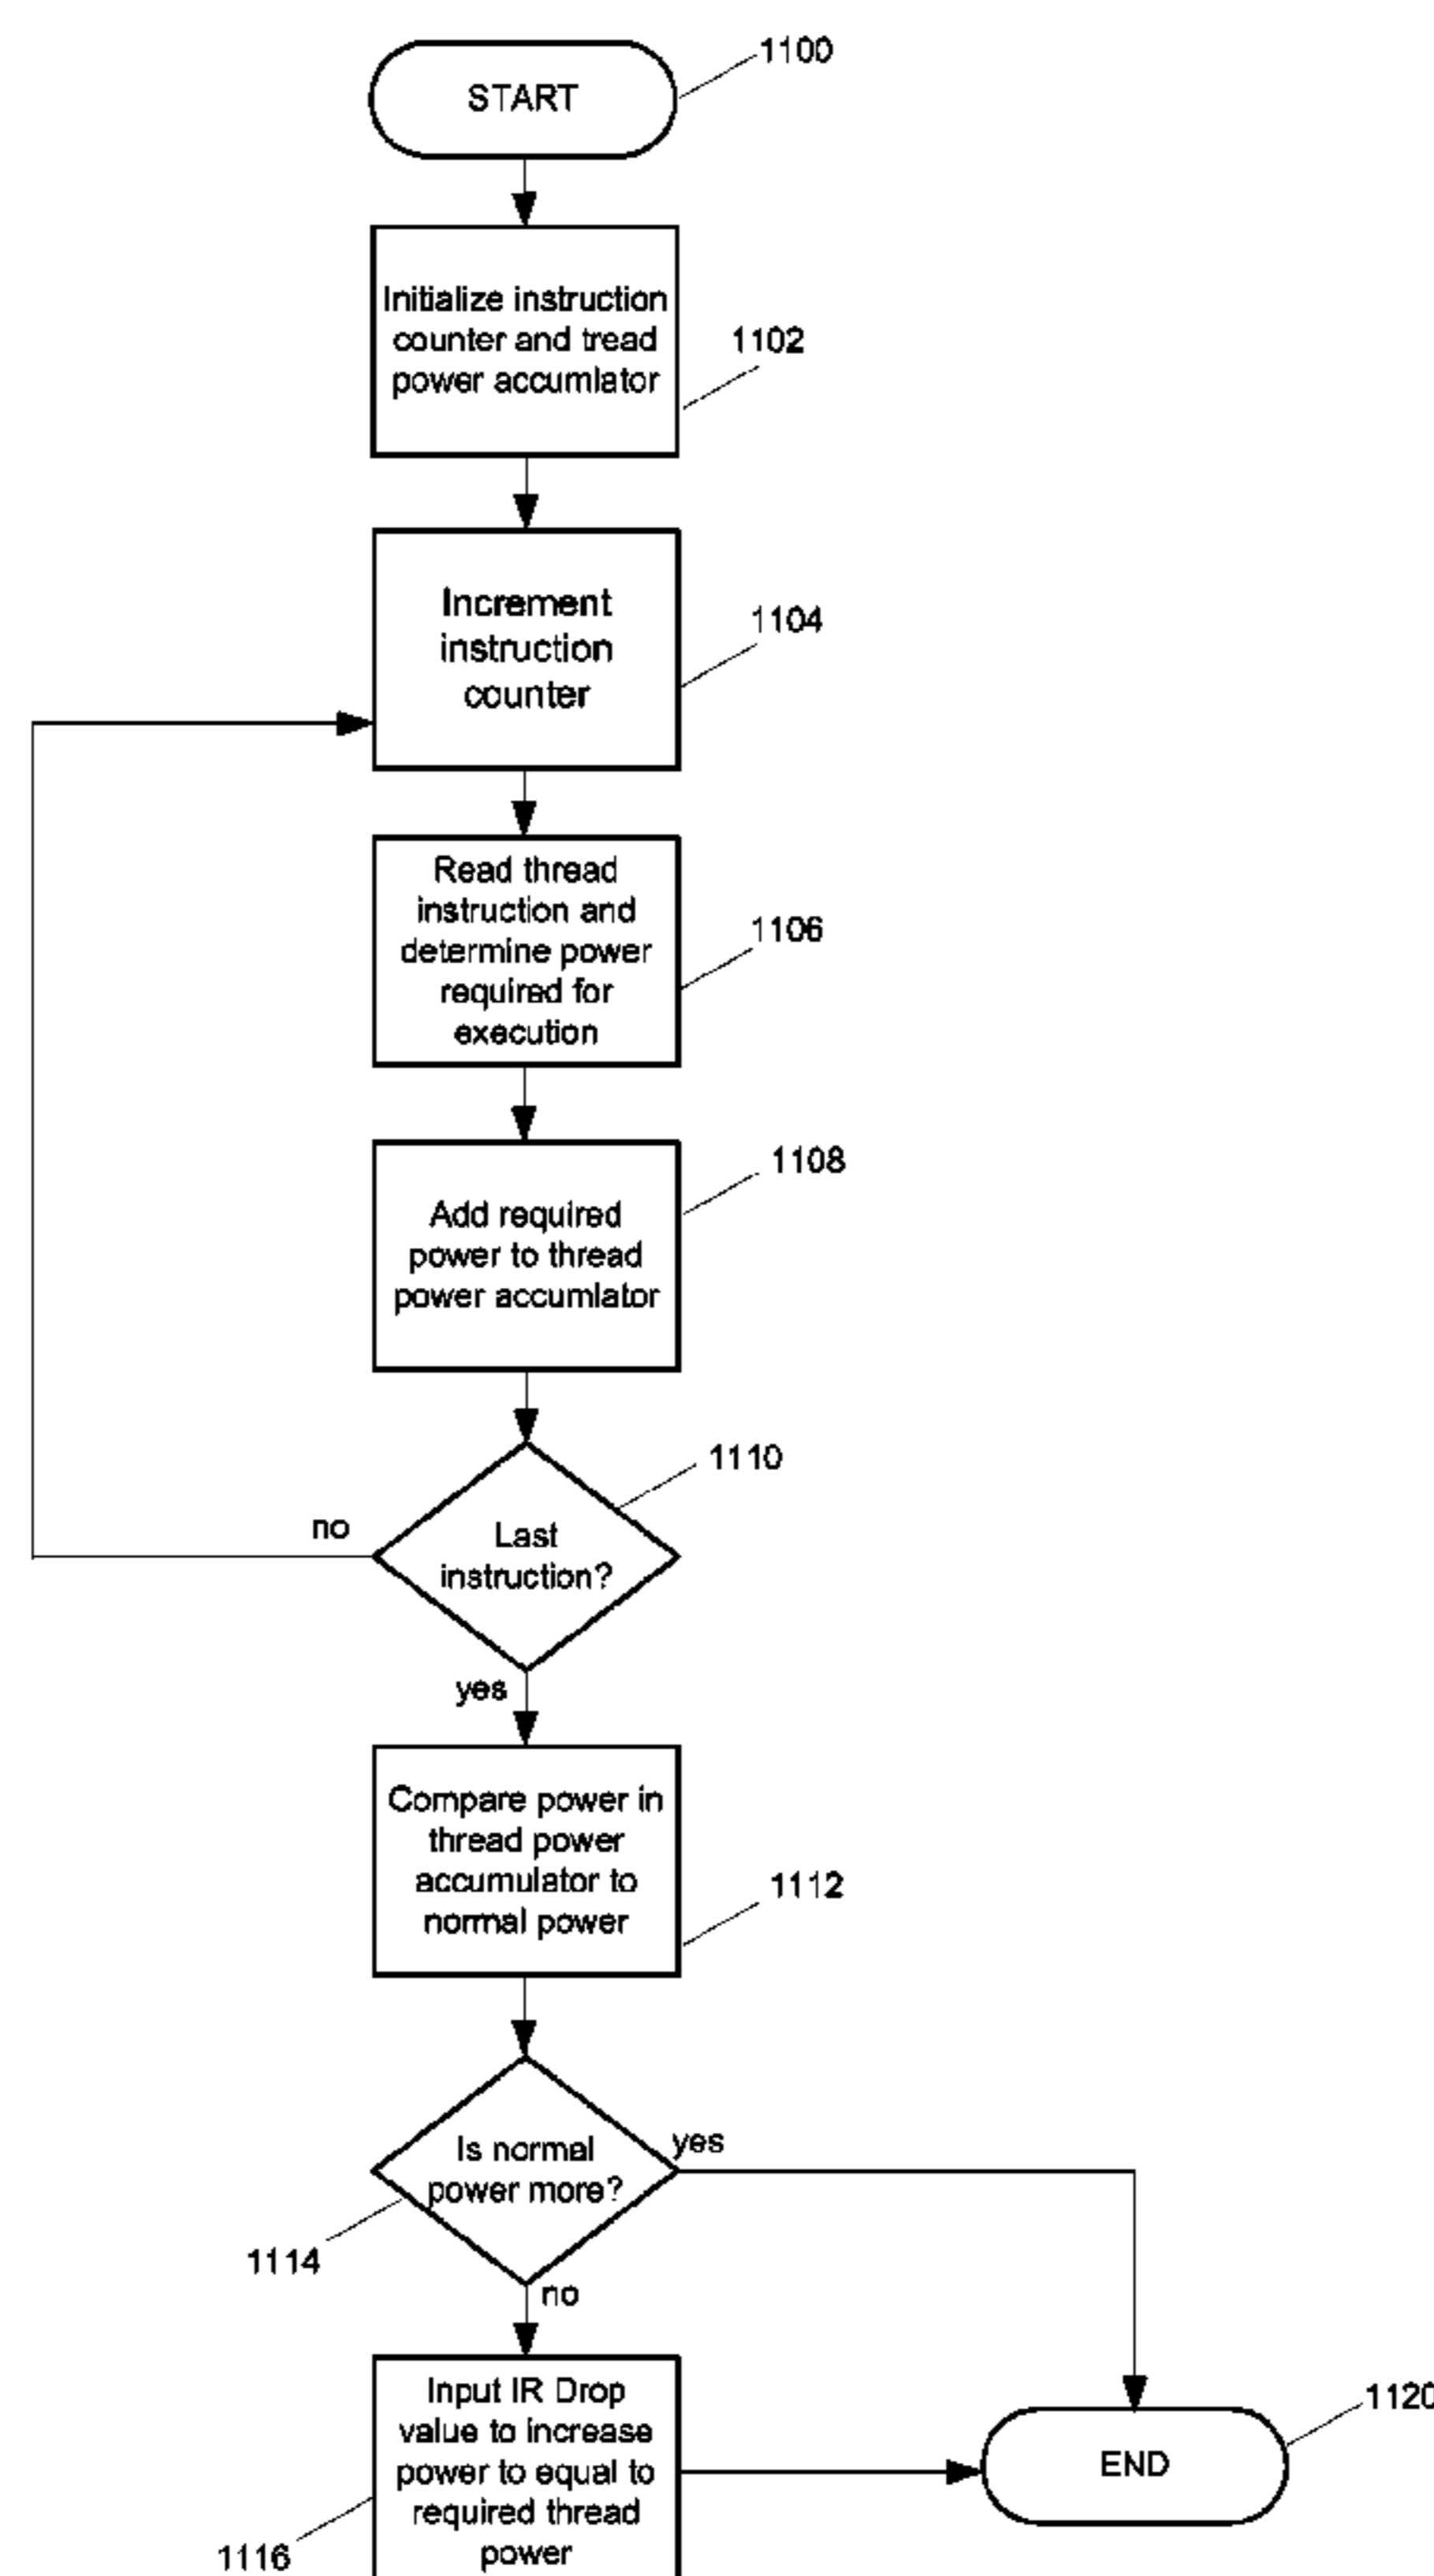 1100
START
Initialize instruction
counter and tread
power accumlator
1102
Increment
instruction
counter
1104
Read thread
instruction and
determine power
required for
execution
1106
1108
Add required
power to thread
power accumlator
1110
no
Last
instruction?
yes
Compare power in
thread power
accumulator to
normal power
1112
Is normal
power more?
yes
1114
no
Input IR Drop
value to increase
power to equal to
required thread
power
1116
1120
END